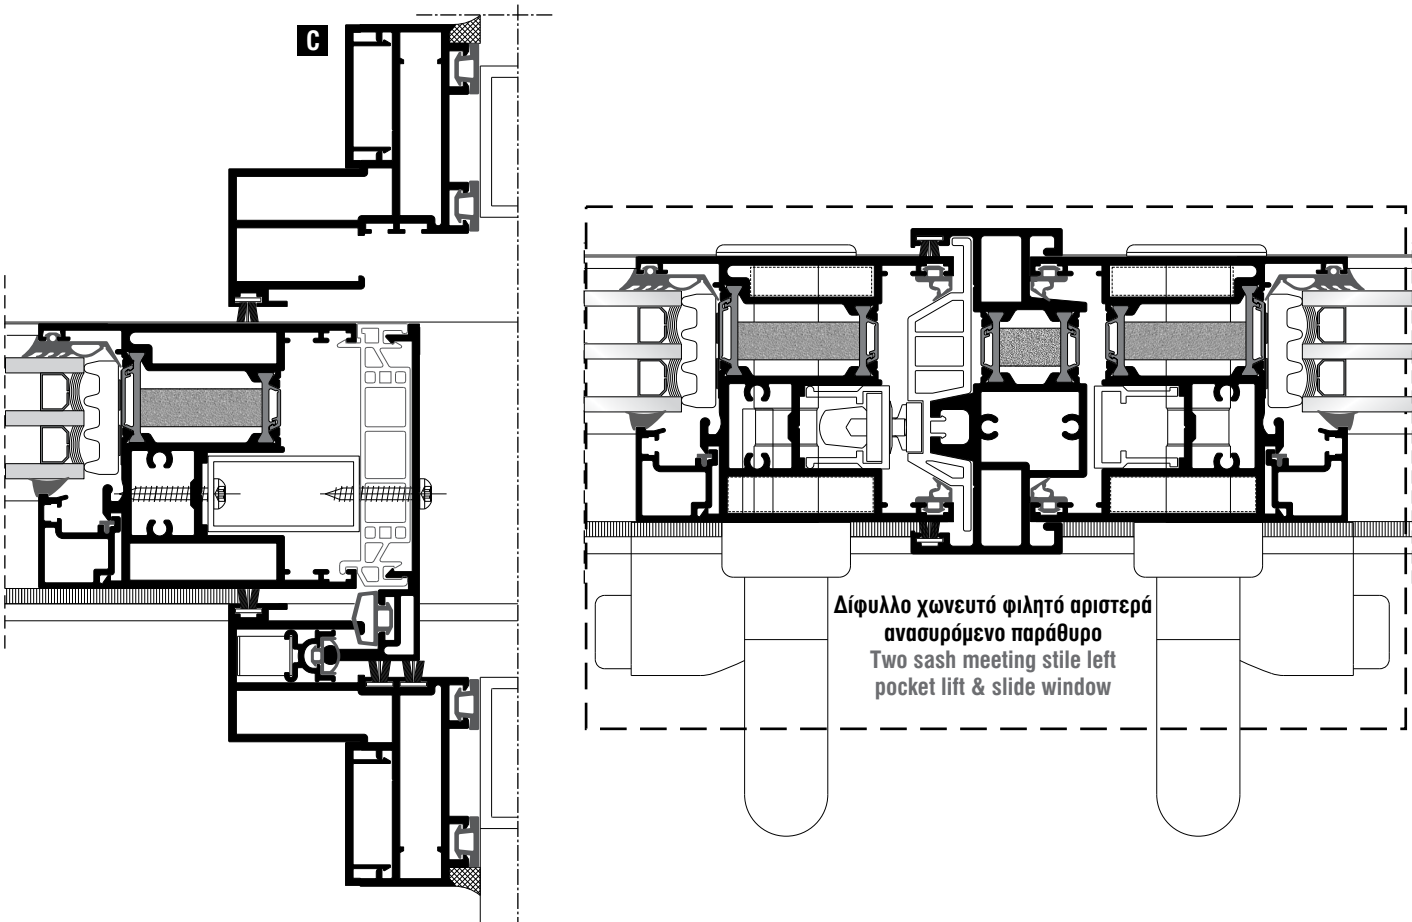 C
Δίφυλλο χωνευτό φιλητό αριστερά
ανασυρόμενο παράθυρο
Two sash meeting stile left
pocket lift & slide window